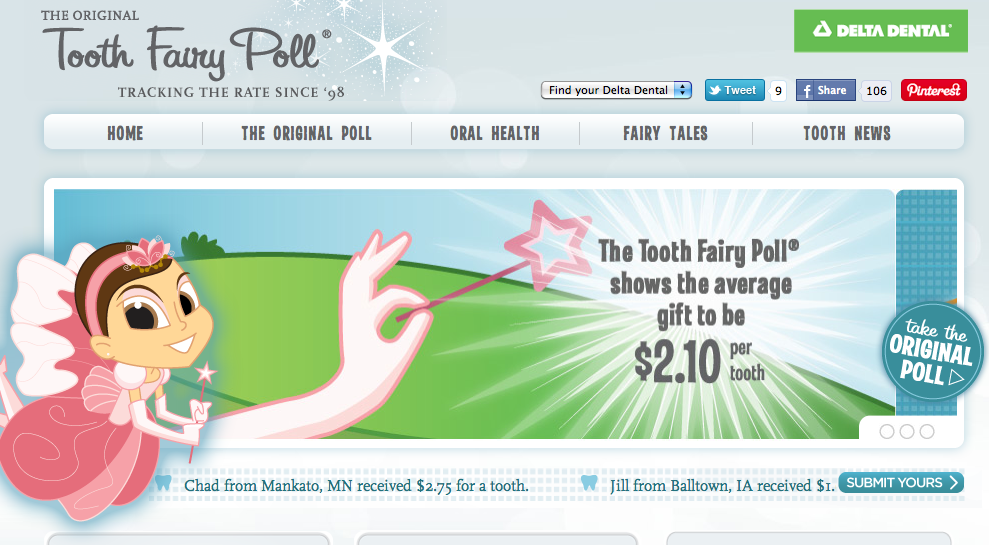 THE ORIGINAL
Tooth Fairy Poll®
TRACKING THE RATE SINCE '98
DELTA DENTAL®
Find your Delta Dental
Tweet
9
Share
106
Pinterest
HOME
THE ORIGINAL POLL
ORAL HEALTH
FAIRY TALES
TOOTH NEWS
The Tooth Fairy Poll®
shows the average
gift to be
$2.10 per
tooth
take the
ORIGINAL
POLL
Chad from Mankato, MN received $2.75 for a tooth.
Jill from Balltown, IA received $1.
SUBMIT YOURS